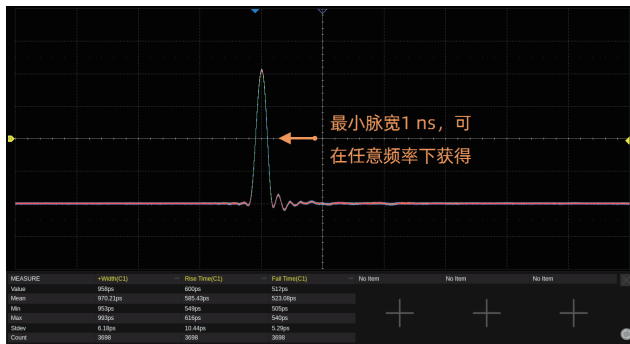 最小脉宽1 ns，可
在任意频率下获得
MEASURE +Width(C1) Rise Time(C1) Fall Time(C1) No Item No Item No Item
Value 958ps 600ps 512ps
Mean 970.21ps 585.43ps 523.08ps
Min 953ps 549ps 505ps
Max 993ps 616ps 540ps
Stdev 6.18ps 10.44ps 5.29ps
Count 3698 3698 3698